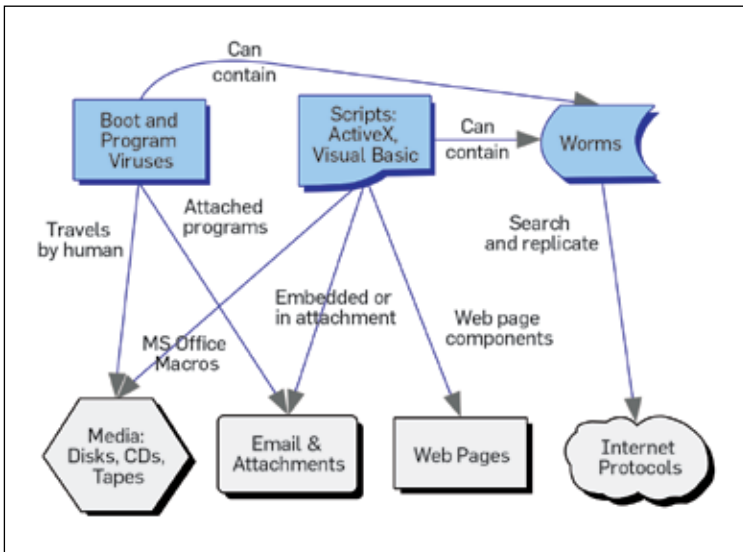 Can
contain
Boot and
Program
Viruses
Scripts:
ActiveX,
Visual Basic
Can
contain
Worms
Travels
by human
Attached
programs
Search
and replicate
Embedded or
in attachment
Web page
components
MS Office
Macros
Media:
Disks, CDs,
Tapes
Email &
Attachments
Web Pages
Internet
Protocols